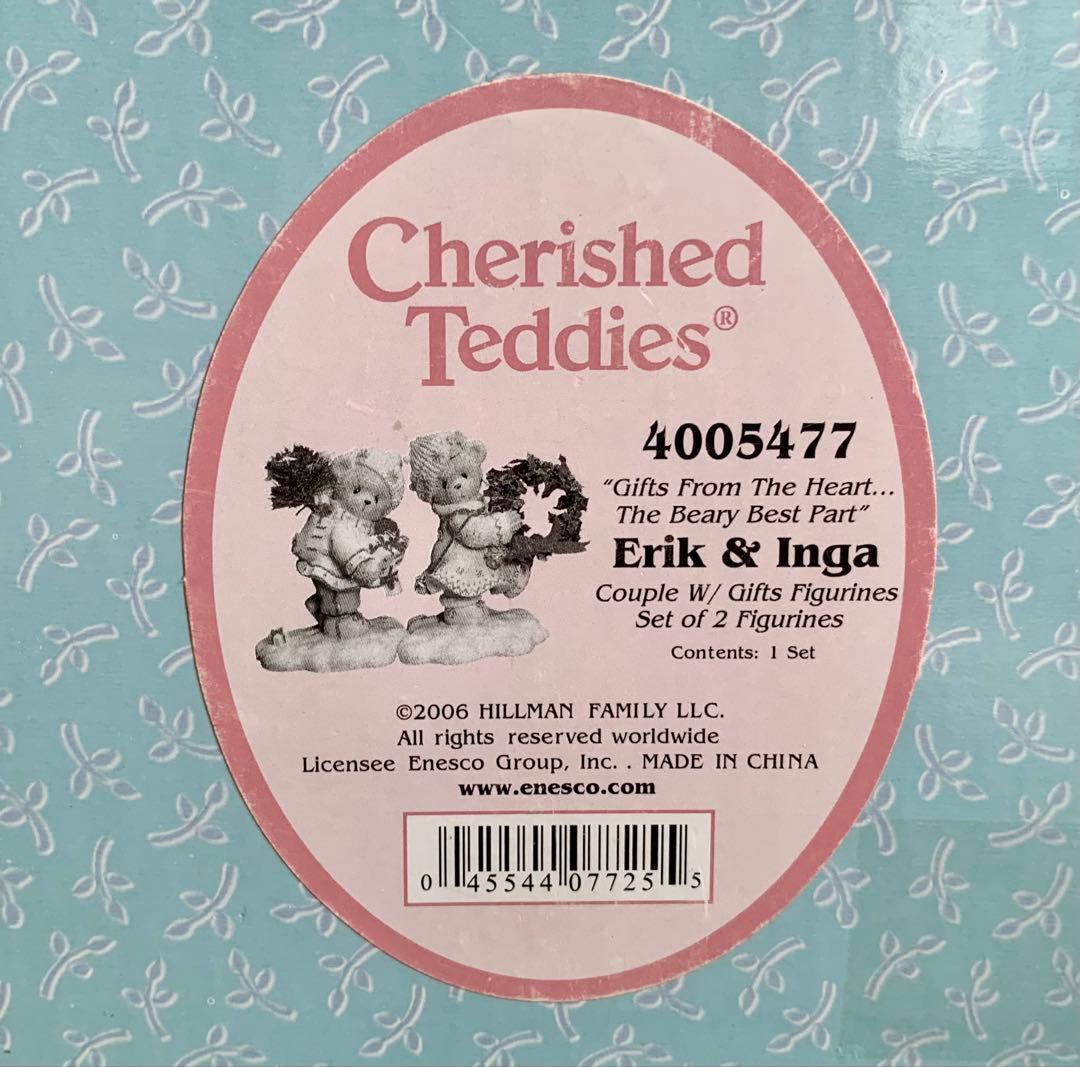 Cherished
Teddies®
4005477
"Gifts From The Heart...
The Beary Best Part"
Erik & Inga
Couple W/ Gifts Figurines
Set of 2 Figurines
Contents: 1 Set
©2006 HILLMAN FAMILY LLC.
All rights reserved worldwide
Licensee Enesco Group, Inc. . MADE IN CHINA
www.enesco.com
0 45544 07725 5